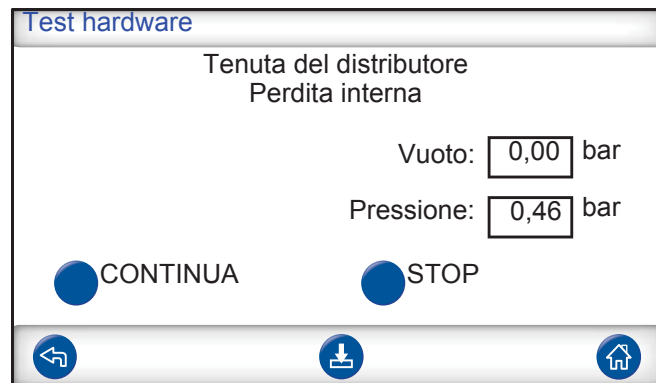 Test hardware
Tenuta del distributore
Perdita interna
Vuoto: 0,00 bar
Pressione: 0,46 bar
CONTINUA STOP